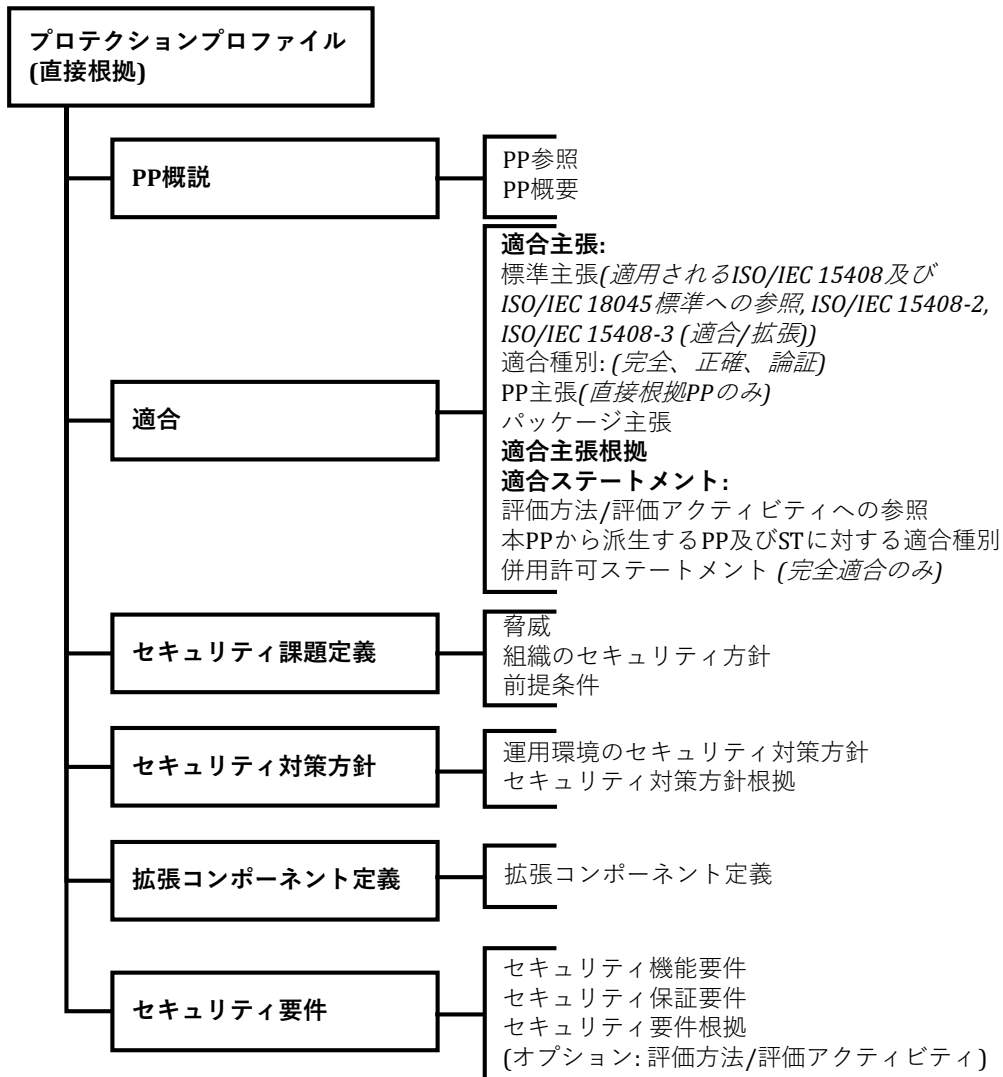 プロテクションプロファイル
(直接根拠)
PP概説
PP参照
PP概要
適合
適合主張:
標準主張(適用されるISO/IEC 15408及び
ISO/IEC 18045標準への参照, ISO/IEC 15408-2,
ISO/IEC 15408-3 (適合/拡張))
適合種別: (完全、正確、論証)
PP主張(直接根拠PPのみ)
パッケージ主張
適合主張根拠
適合ステートメント:
評価方法/評価アクティビティへの参照
本PPから派生するPP及びSTに対する適合種別
併用許可ステートメント (完全適合のみ)
セキュリティ課題定義
脅威
組織のセキュリティ方針
前提条件
セキュリティ対策方針
運用環境のセキュリティ対策方針
セキュリティ対策方針根拠
拡張コンポーネント定義
拡張コンポーネント定義
セキュリティ要件
セキュリティ機能要件
セキュリティ保証要件
セキュリティ要件根拠
(オプション: 評価方法/評価アクティビティ)